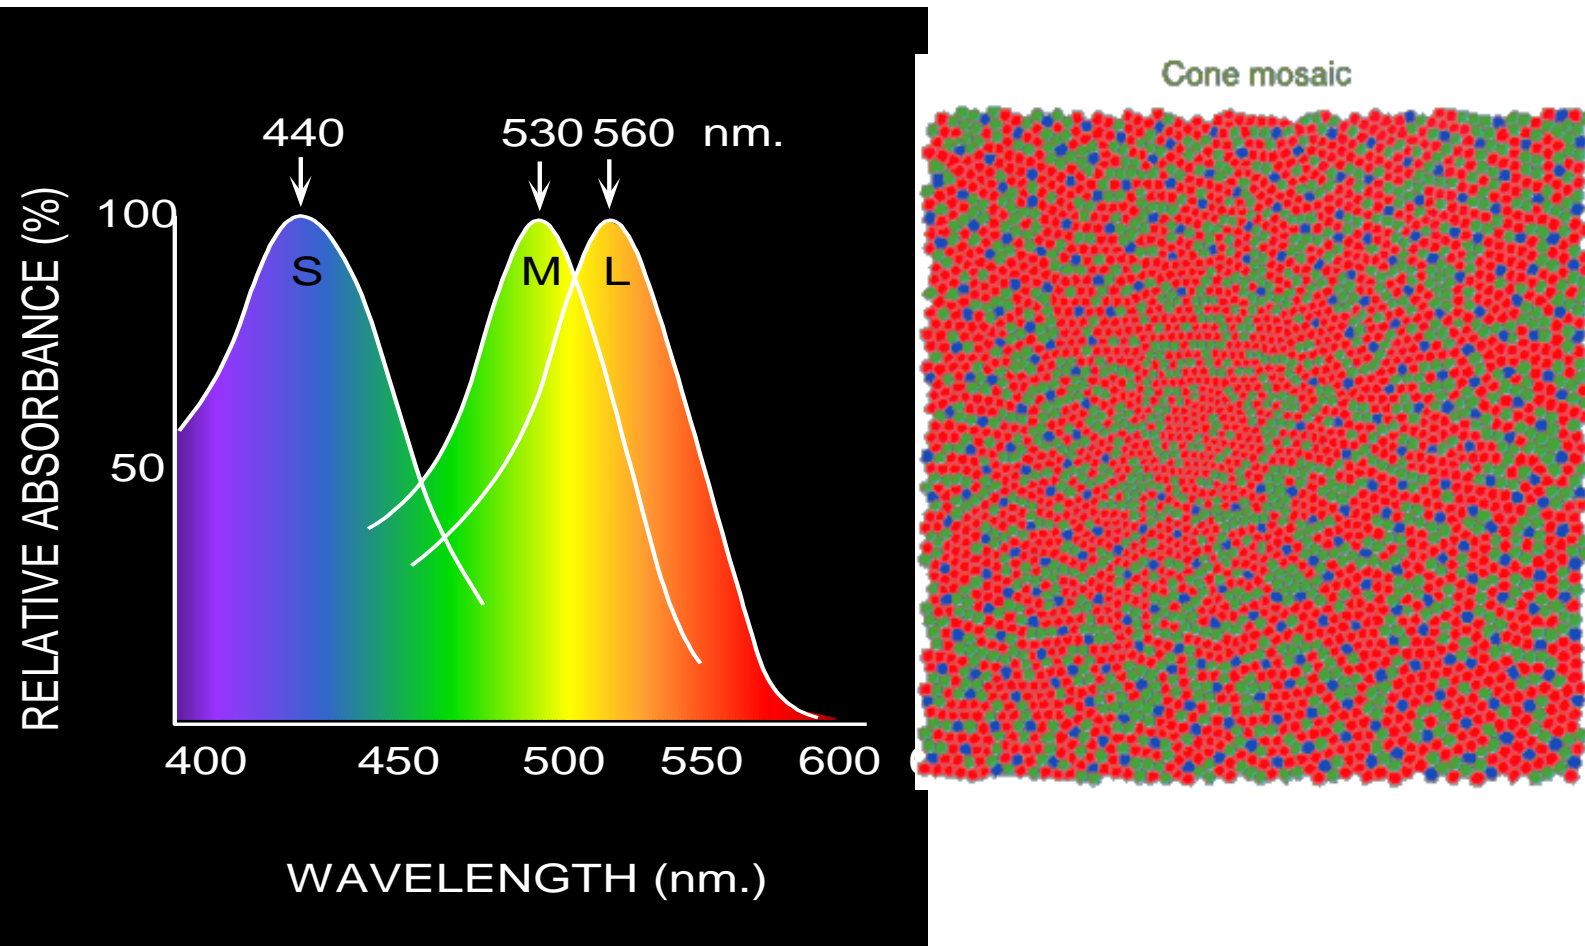 440 530 560 nm.
RELATIVE ABSORBANCE (%)
100
50
S M L
400 450 500 550 600
WAVELENGTH (nm.)
Cone mosaic